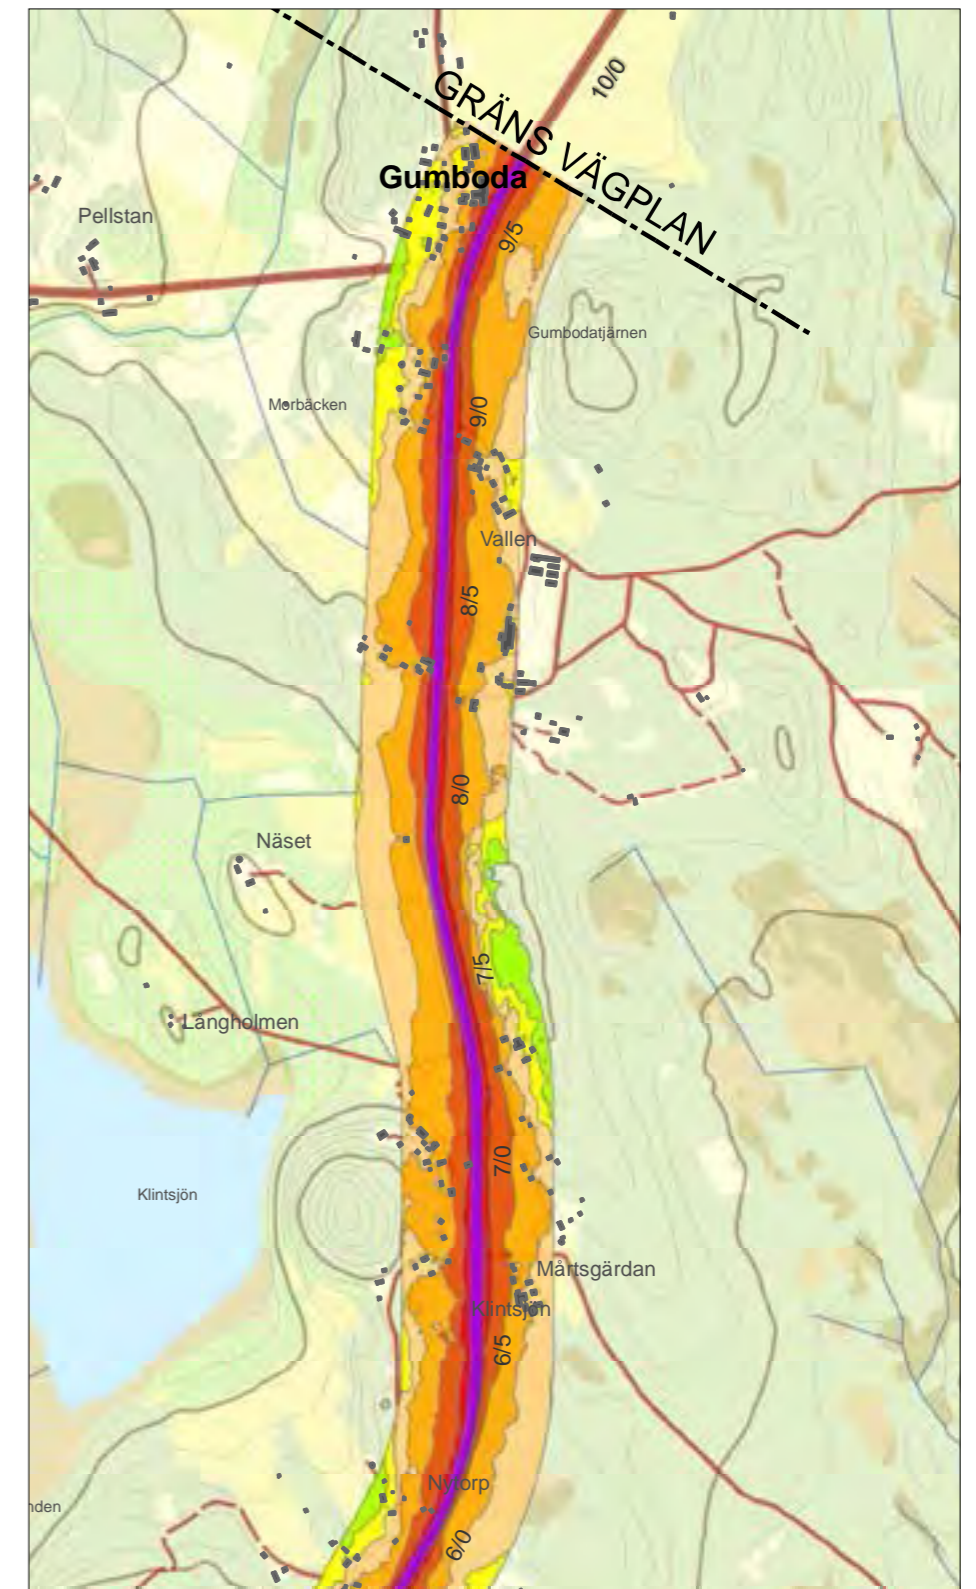 10/0
GRÄNS VÄGPLAN
Gumboda
Pellstan
9/5
Gumbodatjärnen
Morbäcken
9/0
Vallen
8/5
8/0
Näset
7/5
Långholmen
7/0
Klintsjön
Mårtsgärdan
Klintsjön
6/5
Nytorp
nden
6/0